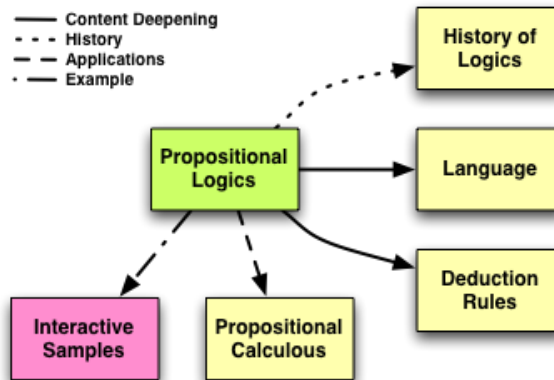 Content Deepening
History
Applications
Example
History of
Logics
Propositional
Logics
Language
Deduction
Rules
Interactive
Samples
Propositional
Calculous